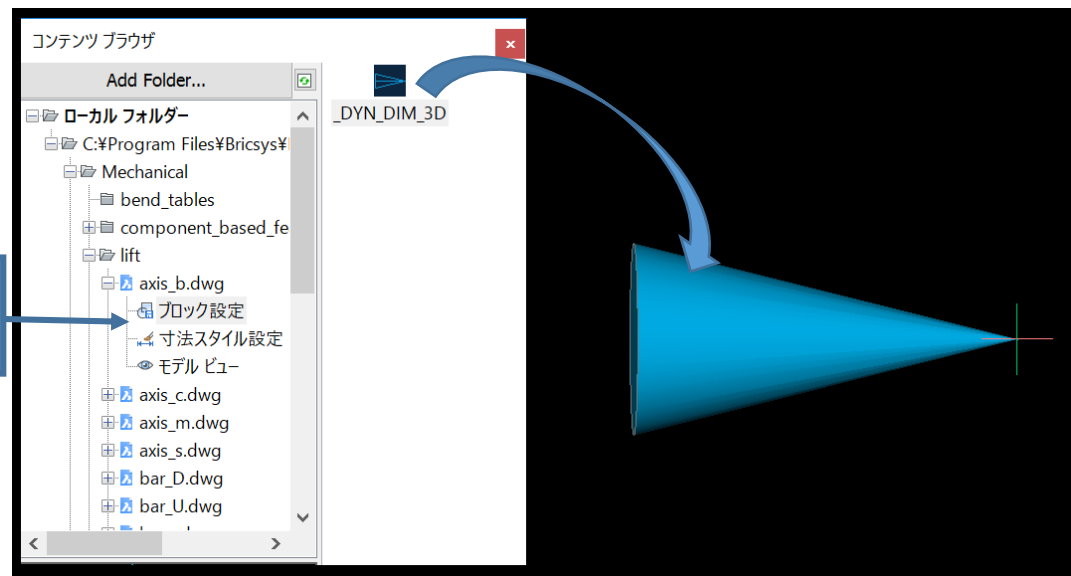 コンテンツ ブラウザ
Add Folder...
_DYN_DIM_3D
ローカル フォルダー
C:¥Program Files¥Bricsys¥
Mechanical
bend_tables
component_based_fe
lift
axis_b.dwg
ブロック設定
寸法スタイル設定
モデル ビュー
axis_c.dwg
axis_m.dwg
axis_s.dwg
bar_D.dwg
bar_U.dwg